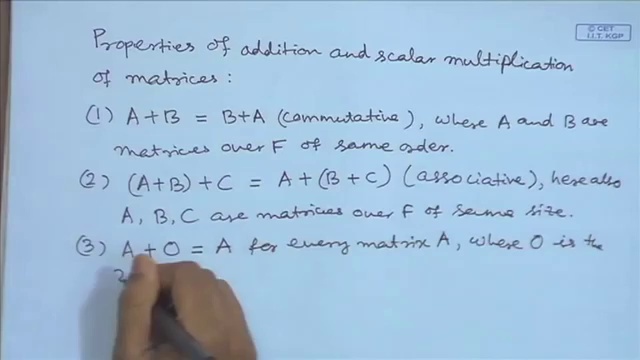 © CET
I.I.T. KGP
Properties of addition and scalar multiplication
of matrices :
(1) A+B = B+A (commutative), where A and B are
matrices over F of same order.
(2) (A+B) + C = A + (B + C) (associative), here also
A, B, C are matrices over F of same size.
(3) A + O = A for every matrix A, where O is the